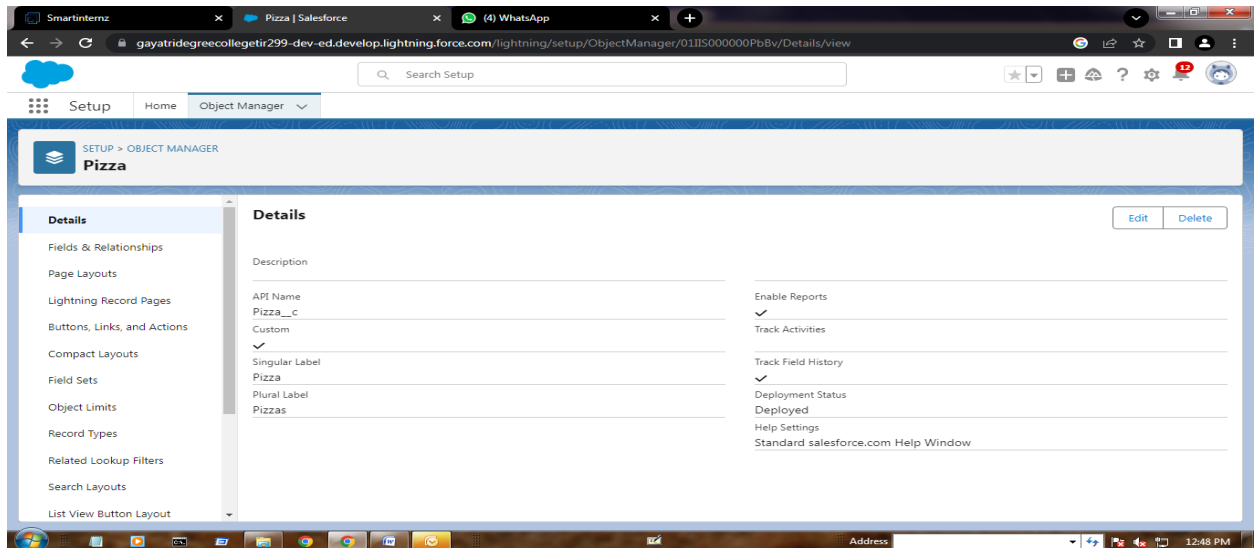 Smartinternz
Pizza | Salesforce
(4) WhatsApp
gayatridegreecollegetir299-dev-ed.develop.lightning.force.com/lightning/setup/ObjectManager/01IIS000000PbBv/Details/view
Search Setup
12
Setup
Home
Object Manager
SETUP > OBJECT MANAGER
Pizza
Details
Fields & Relationships
Page Layouts
Lightning Record Pages
Buttons, Links, and Actions
Compact Layouts
Field Sets
Object Limits
Record Types
Related Lookup Filters
Search Layouts
List View Button Layout
Details
Edit
Delete
Description
API Name
Pizza__c
Custom
Singular Label
Pizza
Plural Label
Pizzas
Enable Reports
Track Activities
Track Field History
Deployment Status
Deployed
Help Settings
Standard salesforce.com Help Window
Address
12:48 PM